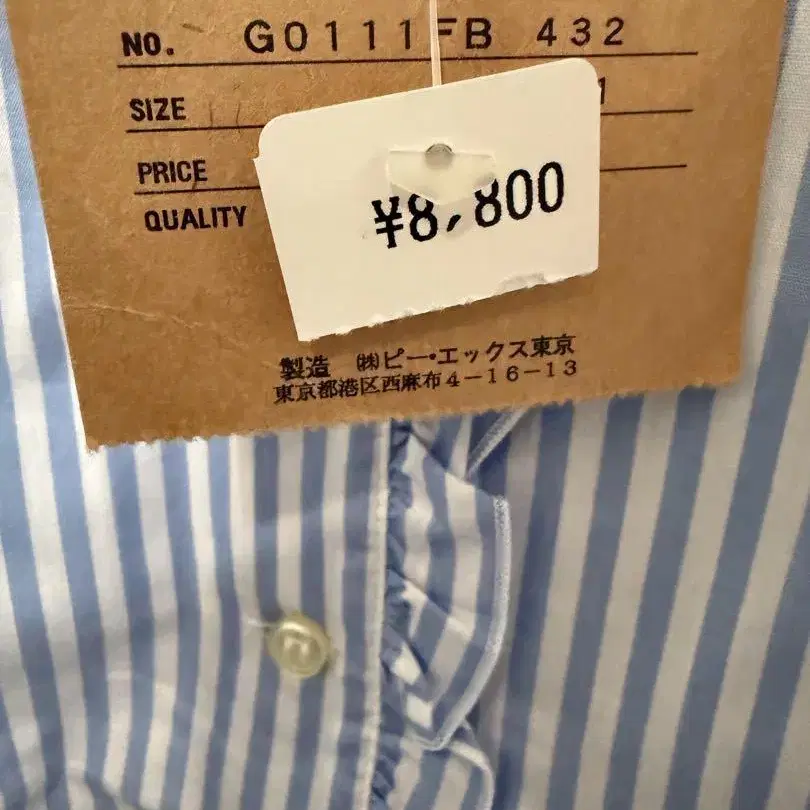 NO. G0111FB 432
SIZE 1
PRICE
¥8,800
QUALITY
製造 ㈱ピー・エックス東京
東京都港区西麻布4-16-13